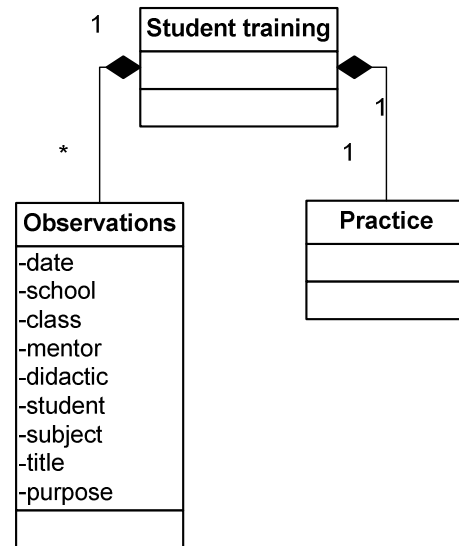 1
Student training
1
*
1
Observations
-date
-school
-class
-mentor
-didactic
-student
-subject
-title
-purpose
Practice